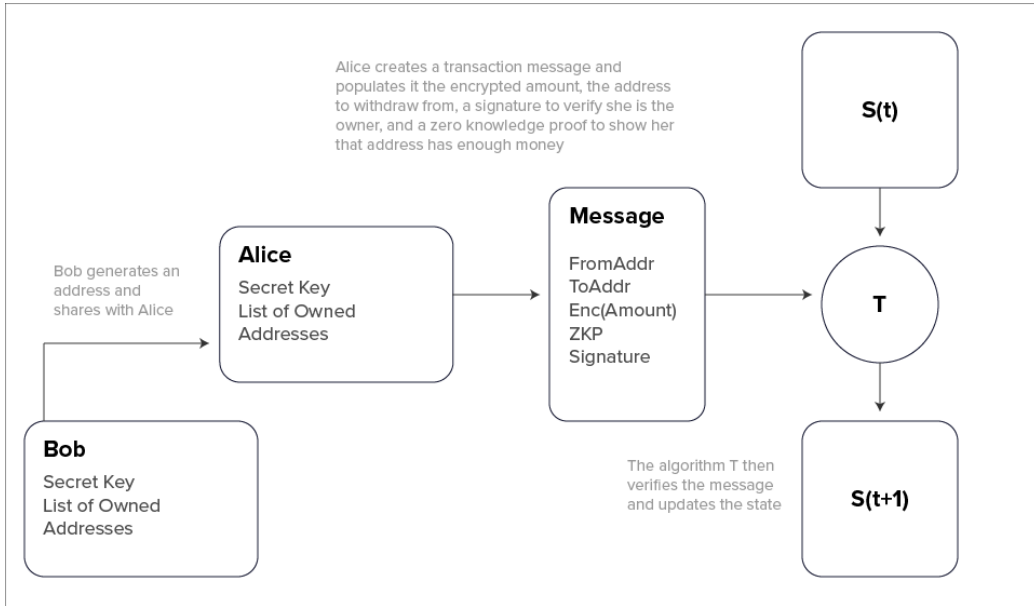 Alice creates a transaction message and
populates it the encrypted amount, the address
to withdraw from, a signature to verify she is the
owner, and a zero knowledge proof to show her
that address has enough money
S(t)
Message
FromAddr
ToAddr
Enc(Amount)
ZKP
Signature
Alice
Secret Key
List of Owned
Addresses
Bob generates an
address and
shares with Alice
T
Bob
Secret Key
List of Owned
Addresses
The algorithm T then
verifies the message
and updates the state
S(t+1)